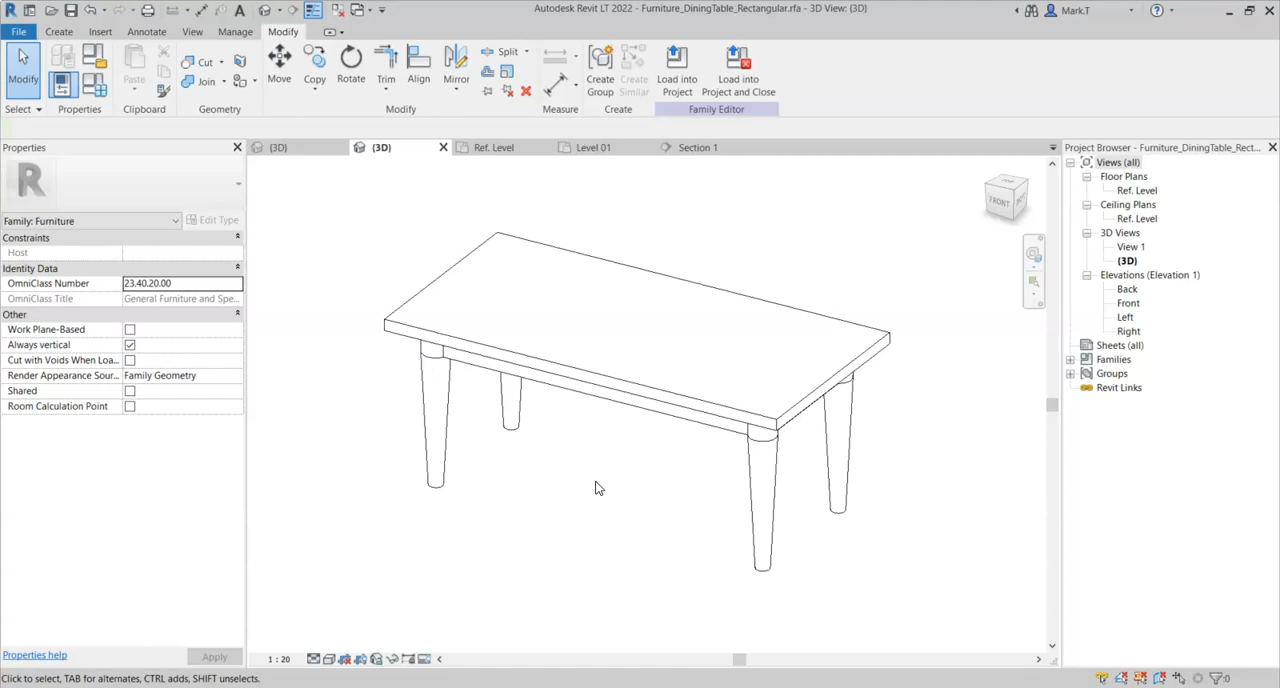 Autodesk Revit LT 2022 - Furniture_DiningTable_Rectangular.rfa - 3D View: {3D}
Mark.T
File Create Insert Annotate View Manage Modify
Modify
Paste
Cut
Join
Move
Copy
Rotate
Trim
Align
Mirror
Split
Create Group
Create Similar
Load into Project
Load into Project and Close
Select Properties Clipboard Geometry Modify Measure Create Family Editor
Properties
{3D} {3D} Ref. Level Level 01 Section 1
Project Browser - Furniture_DiningTable_Rect...
R
Family: Furniture
Edit Type
Constraints
Host
Identity Data
OmniClass Number 23.40.20.00
OmniClass Title General Furniture and Spe...
Other
Work Plane-Based
Always vertical
Cut with Voids When Loa...
Render Appearance Sour... Family Geometry
Shared
Room Calculation Point
Properties help
Apply
FRONT
Views (all)
Floor Plans
Ref. Level
Ceiling Plans
Ref. Level
3D Views
View 1
{3D}
Elevations (Elevation 1)
Back
Front
Left
Right
Sheets (all)
Families
Groups
Revit Links
1 : 20
Click to select, TAB for alternates, CTRL adds, SHIFT unselects.
:0